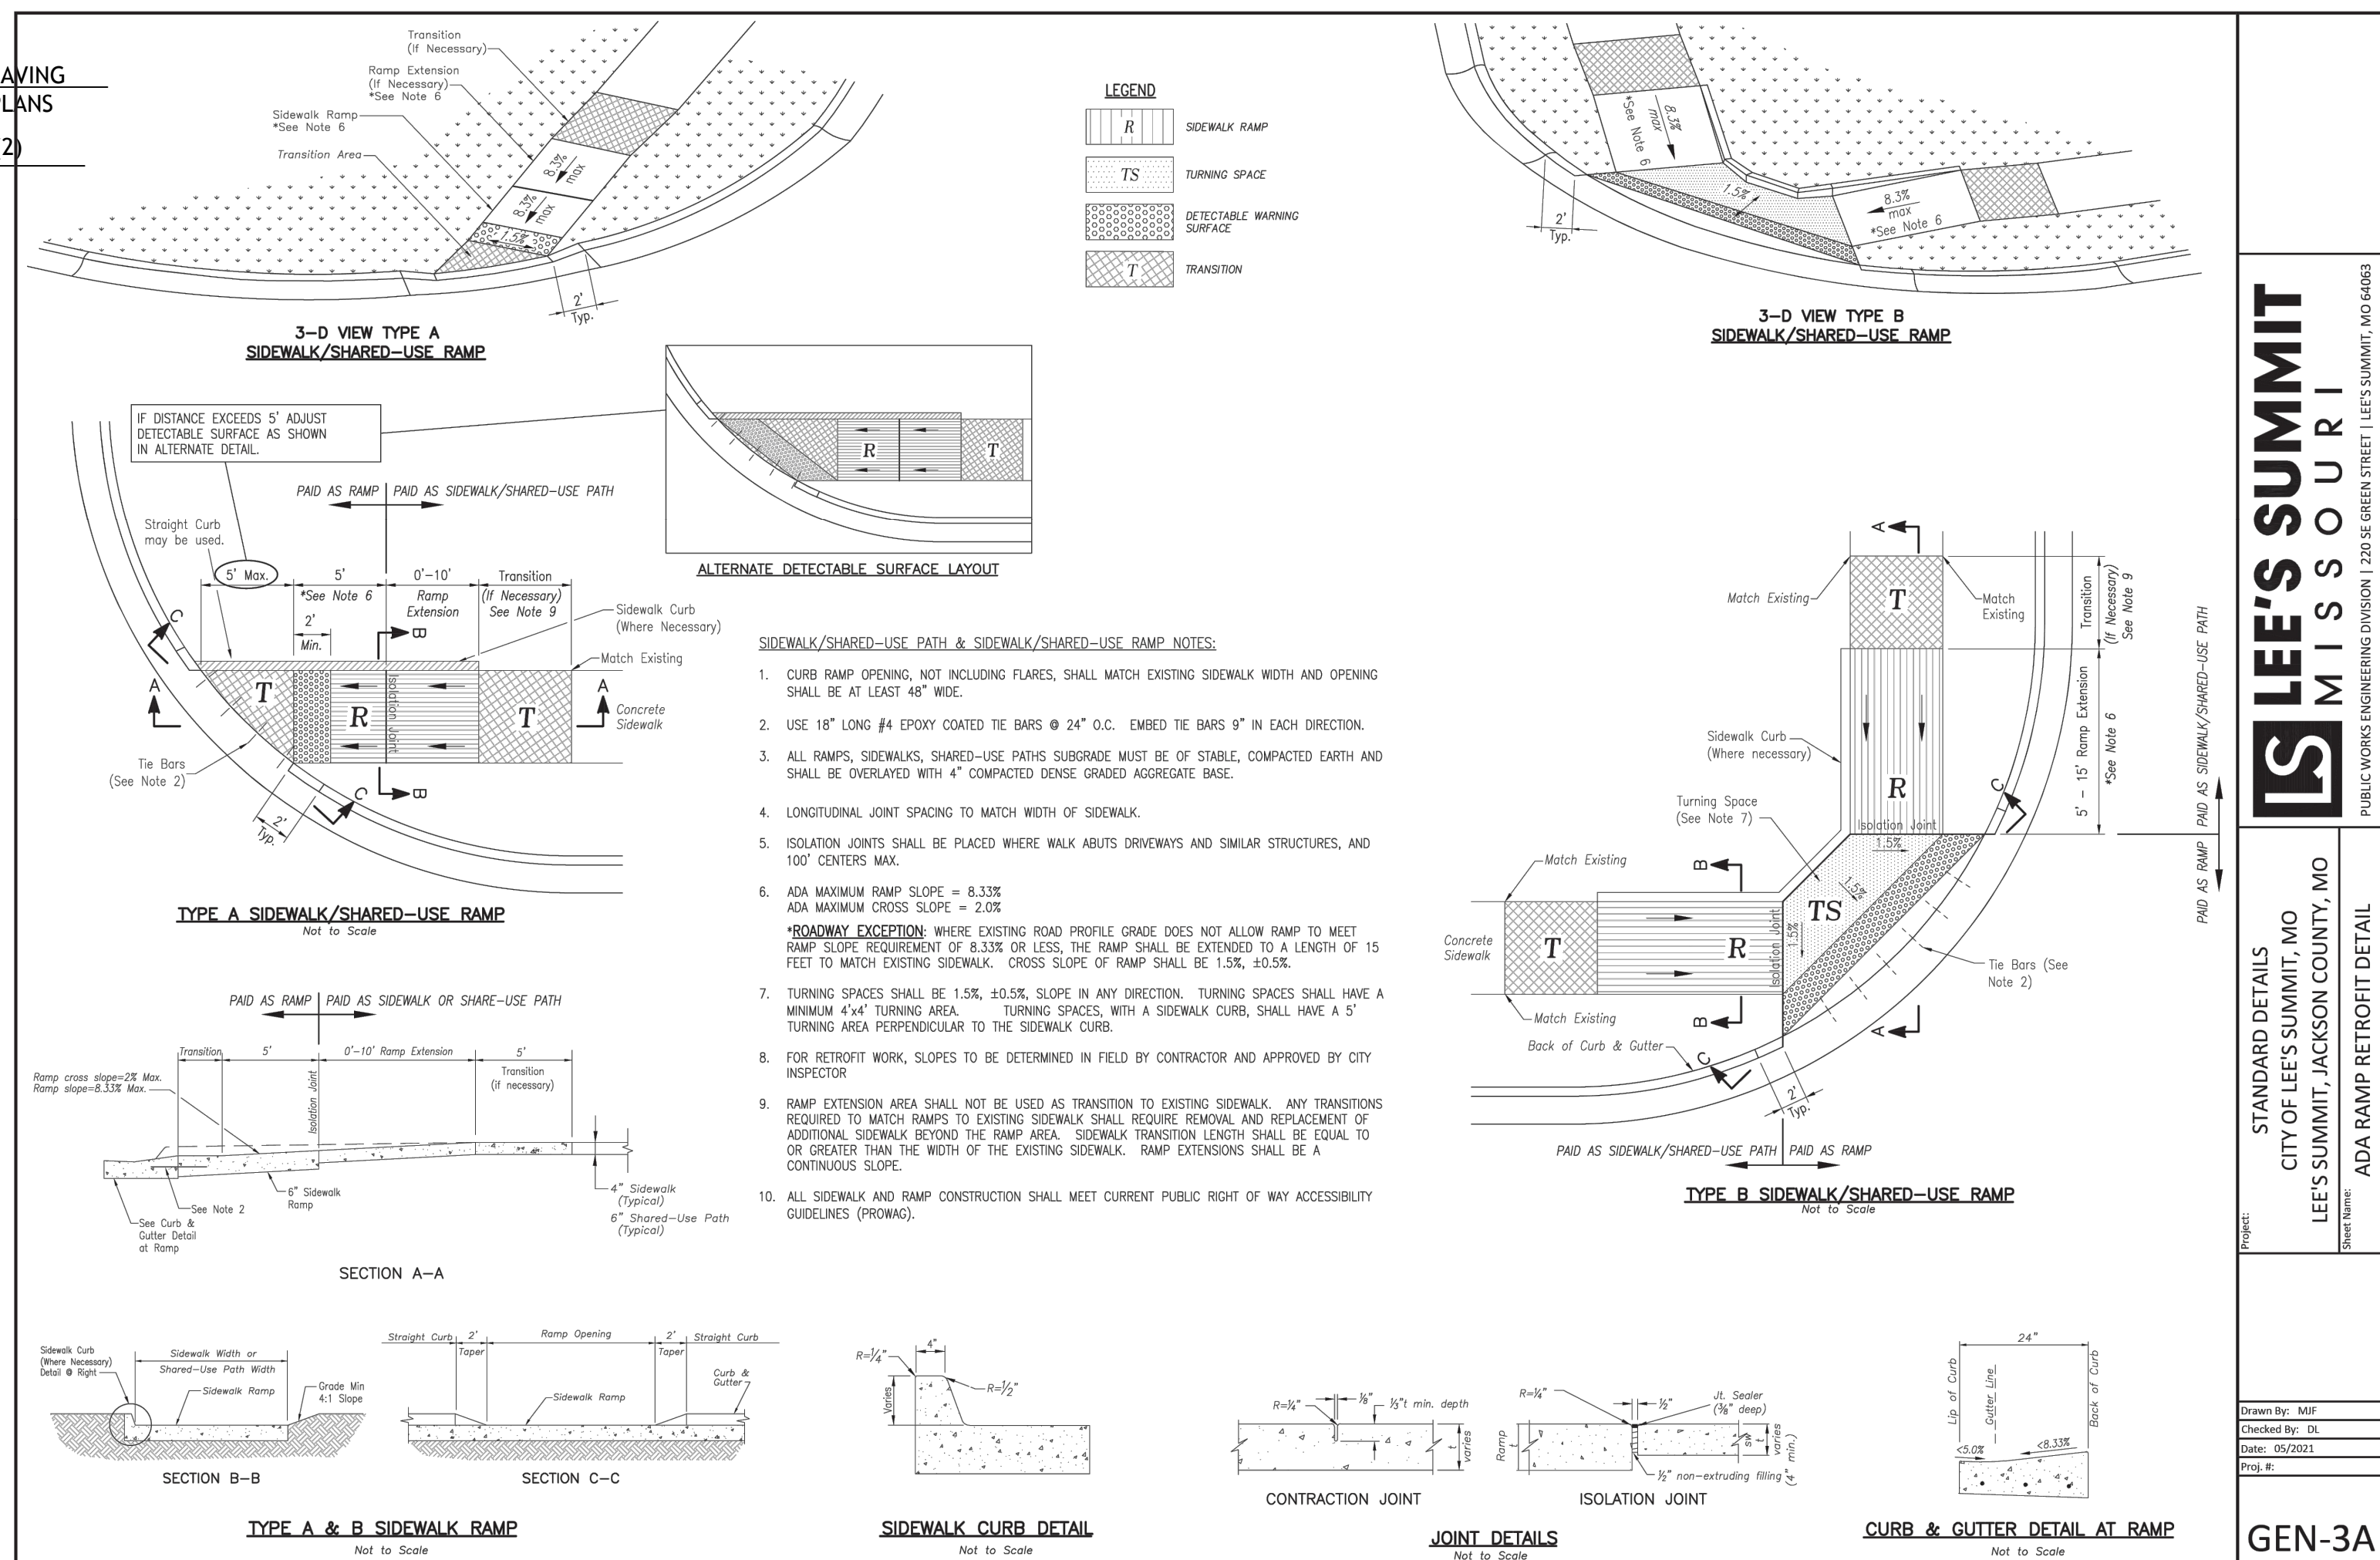 AVING
PLANS
2)
Transition
(If Necessary)
Ramp Extension
(If Necessary)
*See Note 6
Sidewalk Ramp
*See Note 6
Transition Area
8.3%
max
8.3%
max
1.5%
2'
Typ.
3-D VIEW TYPE A
SIDEWALK/SHARED-USE RAMP
LEGEND
R SIDEWALK RAMP
TS TURNING SPACE
DETECTABLE WARNING
SURFACE
T TRANSITION
8.3%
max
*See Note 6
1.5%
8.3%
max
*See Note 6
2'
Typ.
3-D VIEW TYPE B
SIDEWALK/SHARED-USE RAMP
IF DISTANCE EXCEEDS 5' ADJUST
DETECTABLE SURFACE AS SHOWN
IN ALTERNATE DETAIL.
R T
ALTERNATE DETECTABLE SURFACE LAYOUT
PAID AS RAMP PAID AS SIDEWALK/SHARED-USE PATH
Straight Curb
may be used.
5' Max. 5' 0'-10' Transition
*See Note 6 Ramp (If Necessary)
Extension See Note 9
2'
Min.
B
Sidewalk Curb
(Where Necessary)
Match Existing
C
A
T R T
Isolation Joint
A
Concrete
Sidewalk
Tie Bars
(See Note 2)
C
B
2'
Typ.
TYPE A SIDEWALK/SHARED-USE RAMP
Not to Scale
PAID AS RAMP PAID AS SIDEWALK OR SHARE-USE PATH
Transition 5' 0'-10' Ramp Extension 5'
Transition
(if necessary)
Ramp cross slope=2% Max.
Ramp slope=8.33% Max.
Isolation Joint
6" Sidewalk
Ramp
See Note 2
See Curb &
Gutter Detail
at Ramp
4" Sidewalk
(Typical)
6" Shared-Use Path
(Typical)
SECTION A-A
SIDEWALK/SHARED-USE PATH & SIDEWALK/SHARED-USE RAMP NOTES:
1. CURB RAMP OPENING, NOT INCLUDING FLARES, SHALL MATCH EXISTING SIDEWALK WIDTH AND OPENING
SHALL BE AT LEAST 48" WIDE.
2. USE 18" LONG #4 EPOXY COATED TIE BARS @ 24" O.C. EMBED TIE BARS 9" IN EACH DIRECTION.
3. ALL RAMPS, SIDEWALKS, SHARED-USE PATHS SUBGRADE MUST BE OF STABLE, COMPACTED EARTH AND
SHALL BE OVERLAYED WITH 4" COMPACTED DENSE GRADED AGGREGATE BASE.
4. LONGITUDINAL JOINT SPACING TO MATCH WIDTH OF SIDEWALK.
5. ISOLATION JOINTS SHALL BE PLACED WHERE WALK ABUTS DRIVEWAYS AND SIMILAR STRUCTURES, AND
100' CENTERS MAX.
6. ADA MAXIMUM RAMP SLOPE = 8.33%
ADA MAXIMUM CROSS SLOPE = 2.0%
*ROADWAY EXCEPTION: WHERE EXISTING ROAD PROFILE GRADE DOES NOT ALLOW RAMP TO MEET
RAMP SLOPE REQUIREMENT OF 8.33% OR LESS, THE RAMP SHALL BE EXTENDED TO A LENGTH OF 15
FEET TO MATCH EXISTING SIDEWALK. CROSS SLOPE OF RAMP SHALL BE 1.5%, ±0.5%.
7. TURNING SPACES SHALL BE 1.5%, ±0.5%, SLOPE IN ANY DIRECTION. TURNING SPACES SHALL HAVE A
MINIMUM 4'x4' TURNING AREA. TURNING SPACES, WITH A SIDEWALK CURB, SHALL HAVE A 5'
TURNING AREA PERPENDICULAR TO THE SIDEWALK CURB.
8. FOR RETROFIT WORK, SLOPES TO BE DETERMINED IN FIELD BY CONTRACTOR AND APPROVED BY CITY
INSPECTOR
9. RAMP EXTENSION AREA SHALL NOT BE USED AS TRANSITION TO EXISTING SIDEWALK. ANY TRANSITIONS
REQUIRED TO MATCH RAMPS TO EXISTING SIDEWALK SHALL REQUIRE REMOVAL AND REPLACEMENT OF
ADDITIONAL SIDEWALK BEYOND THE RAMP AREA. SIDEWALK TRANSITION LENGTH SHALL BE EQUAL TO
OR GREATER THAN THE WIDTH OF THE EXISTING SIDEWALK. RAMP EXTENSIONS SHALL BE A
CONTINUOUS SLOPE.
10. ALL SIDEWALK AND RAMP CONSTRUCTION SHALL MEET CURRENT PUBLIC RIGHT OF WAY ACCESSIBILITY
GUIDELINES (PROWAG).
A
Match Existing
T
Match
Existing
Transition
(If Necessary)
See Note 9
Sidewalk Curb
(Where necessary)
R
5' - 15' Ramp Extension
*See Note 6
PAID AS SIDEWALK/SHARED-USE PATH
PAID AS RAMP
Turning Space
(See Note 7)
Isolation Joint
C
1.5%
1.5%
1.5%
TS
Match Existing
B
Concrete
Sidewalk
T R
Isolation Joint
Match Existing
B
Tie Bars (See
Note 2)
A
Back of Curb & Gutter
C
2'
Typ.
PAID AS SIDEWALK/SHARED-USE PATH PAID AS RAMP
TYPE B SIDEWALK/SHARED-USE RAMP
Not to Scale
Sidewalk Curb
(Where Necessary)
Detail @ Right
Sidewalk Width or
Shared-Use Path Width
Sidewalk Ramp
Grade Min
4:1 Slope
SECTION B-B
Straight Curb 2' Ramp Opening 2' Straight Curb
Taper Taper
Curb &
Gutter
Sidewalk Ramp
SECTION C-C
TYPE A & B SIDEWALK RAMP
Not to Scale
4"
R=1/4"
R=1/2"
Varies
SIDEWALK CURB DETAIL
Not to Scale
R=¼"
⅛"
⅓"t min. depth
t
varies
CONTRACTION JOINT
R=¼"
½"
Jt. Sealer
(⅜" deep)
Ramp
t
sw
t
varies
(4" min.)
½" non-extruding filling
ISOLATION JOINT
JOINT DETAILS
Not to Scale
24"
Lip of Curb
Gutter Line
Back of Curb
<5.0%
<8.33%
CURB & GUTTER DETAIL AT RAMP
Not to Scale
LS LEE'S SUMMIT
MISSOURI
PUBLIC WORKS ENGINEERING DIVISION | 220 SE GREEN STREET | LEE'S SUMMIT, MO 64063
Project:
STANDARD DETAILS
CITY OF LEE'S SUMMIT, MO
LEE'S SUMMIT, JACKSON COUNTY, MO
Sheet Name:
ADA RAMP RETROFIT DETAIL
Drawn By: MJF
Checked By: DL
Date: 05/2021
Proj. #:
GEN-3A